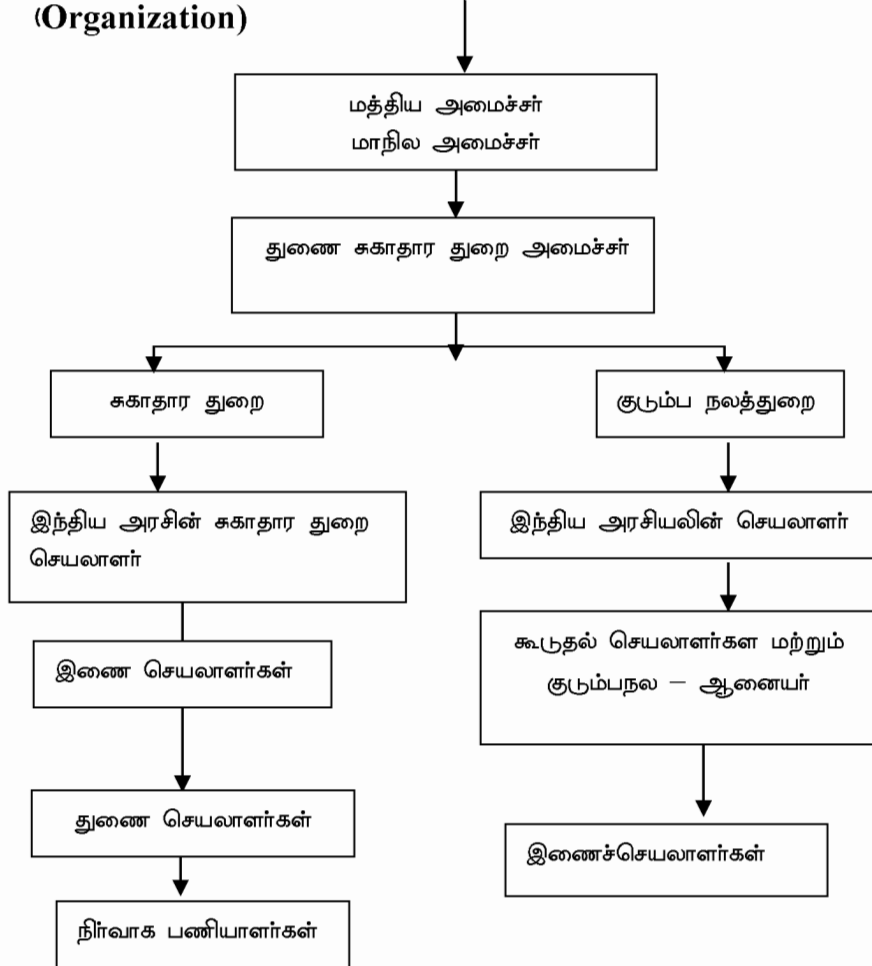 (Organization)
மத்திய அமைச்சர்
மாநில அமைச்சர்
துணை சுகாதார துறை அமைச்சர்
சுகாதார துறை
குடும்ப நலத்துறை
இந்திய அரசின் சுகாதார துறை
செயலாளர்
இந்திய அரசியலின் செயலாளர்
இணை செயலாளர்கள்
கூடுதல் செயலாளர்கள மற்றும்
குடும்பநல – ஆனையர்
துணை செயலாளர்கள்
இணைச்செயலாளர்கள்
நிர்வாக பணியாளர்கள்